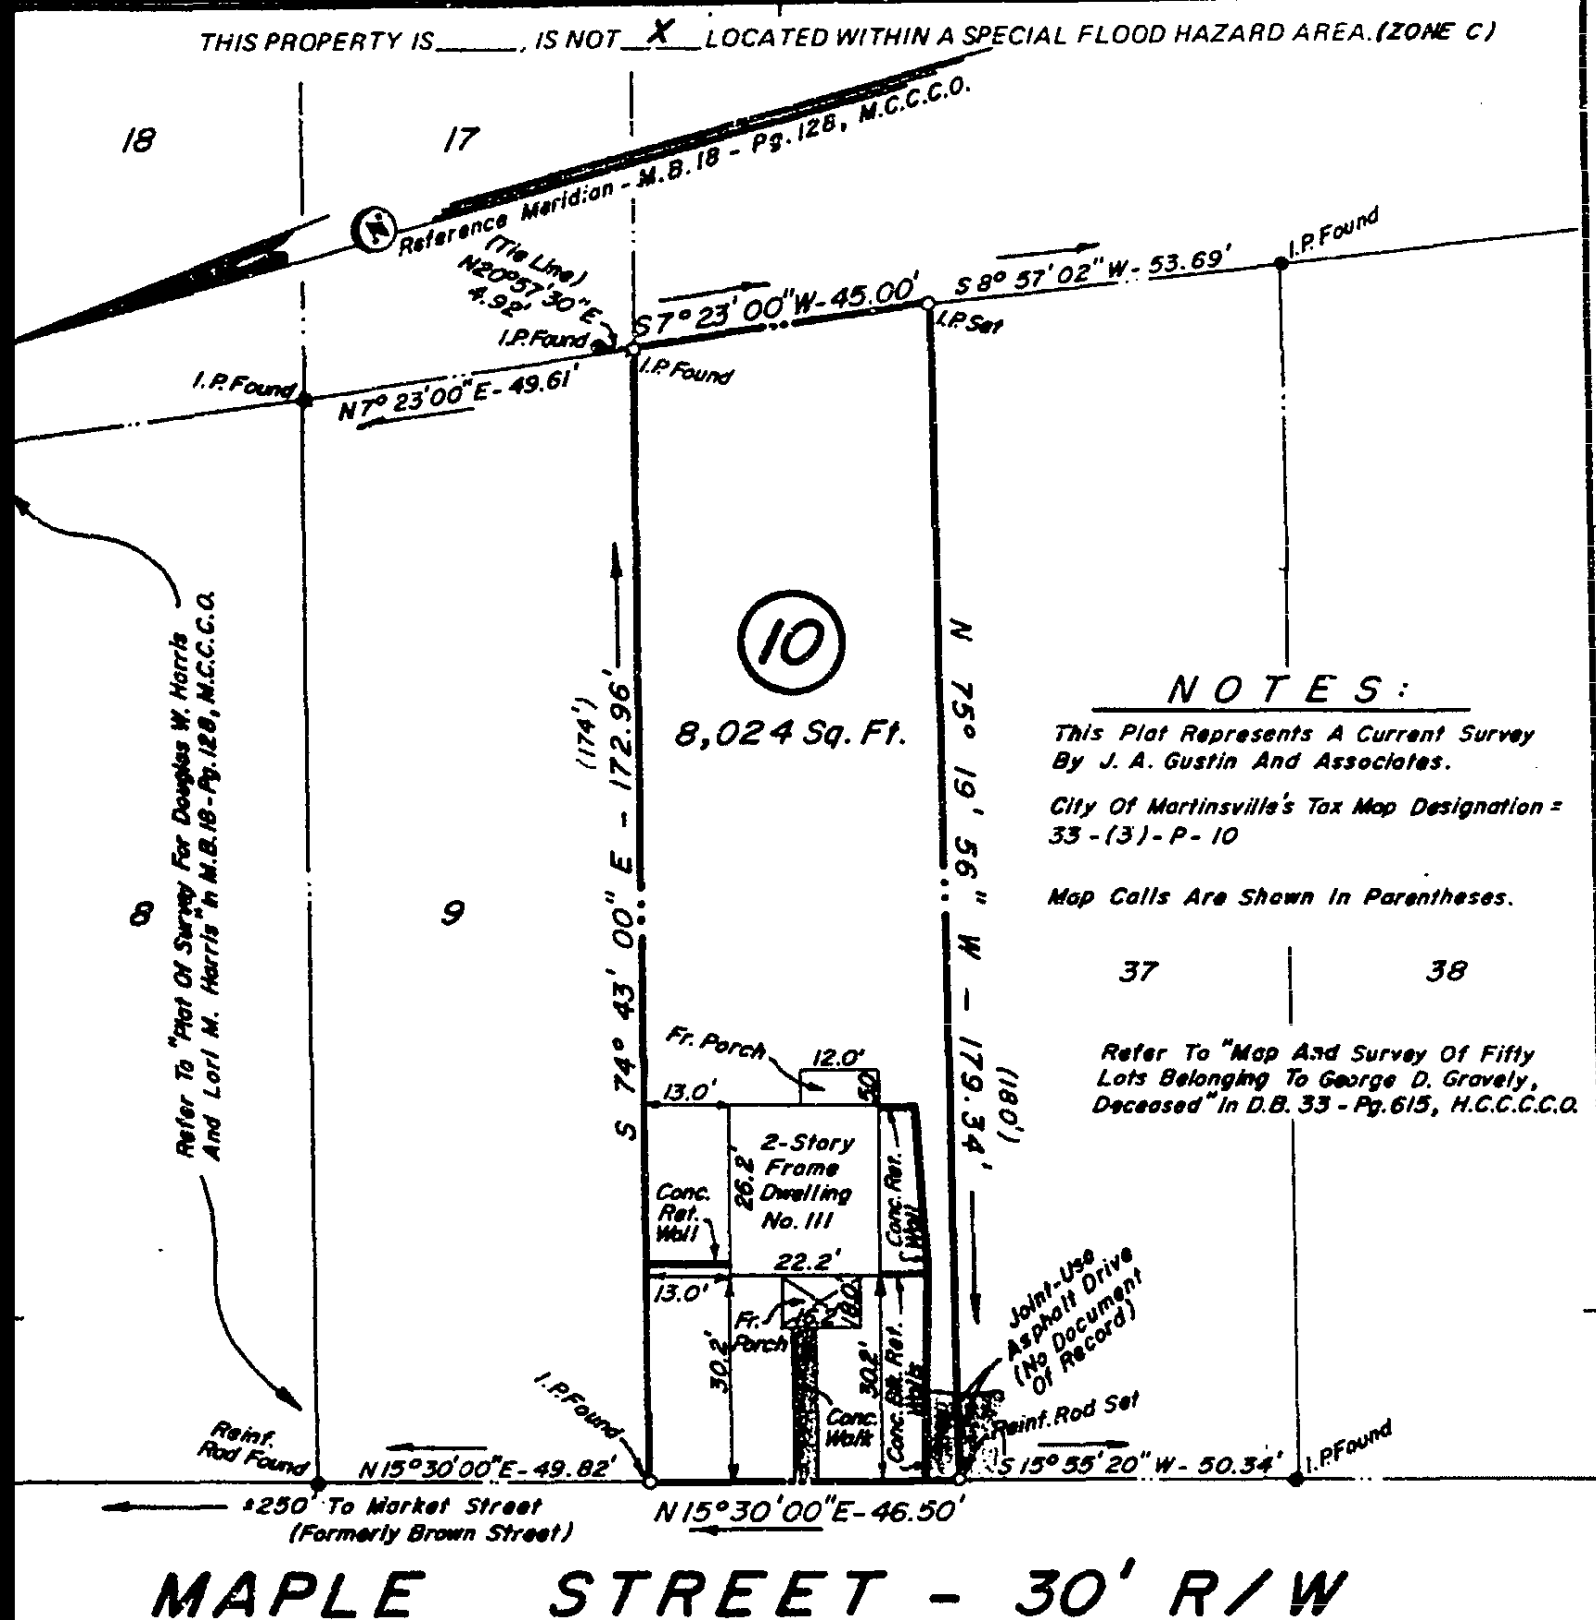 THIS PROPERTY IS______, IS NOT__X__LOCATED WITHIN A SPECIAL FLOOD HAZARD AREA.(ZONE C)
18
17
N
Reference Meridian - M.B.18 - Pg.128, M.C.C.C.O.
(Tie Line)
N20°57'30"E
4.92'
I.P. Found
S7°23'00"W-45.00'
S 8° 57'02"W-53.69'
I.P. Found
I.P. Set
I.P. Found
I.P. Found
N7°23'00"E-49.61'
Refer To "Plat Of Survey For Douglas W. Harris
And Lori M. Harris" In M.B.18-Pg.128, M.C.C.C.O.
10
8,024 Sq. Ft.
(174')
S 74° 43' 00" E - 172.96'
N 75° 19' 56" W - 179.34'
(180')
NOTES:
This Plat Represents A Current Survey
By J. A. Gustin And Associates.
City Of Martinsville's Tax Map Designation =
33-(3)-P-10
Map Calls Are Shown In Parentheses.
8
9
37
38
Refer To "Map And Survey Of Fifty
Lots Belonging To George D. Gravely,
Deceased" In D.B. 33 - Pg.615, H.C.C.C.C.O.
Fr. Porch
12.0'
13.0'
2-Story
Frame
Dwelling
No. 111
26.2'
Conc.
Ret.
Wall
Conc. Ret.
Wall
22.2'
13.0'
Fr.
Porch
30.2'
30.2'
Conc. Blk. Ret.
Walls
Conc.
Walk
Joint-Use
Asphalt Drive
(No Document
Of Record)
Reinf. Rod Set
I.P. Found
Reinf.
Rod Found
N15°30'00"E-49.82'
S 15° 55'20"W-50.34'
I.P. Found
±250' To Market Street
(Formerly Brown Street)
N15°30'00"E-46.50'
MAPLE STREET - 30' R/W